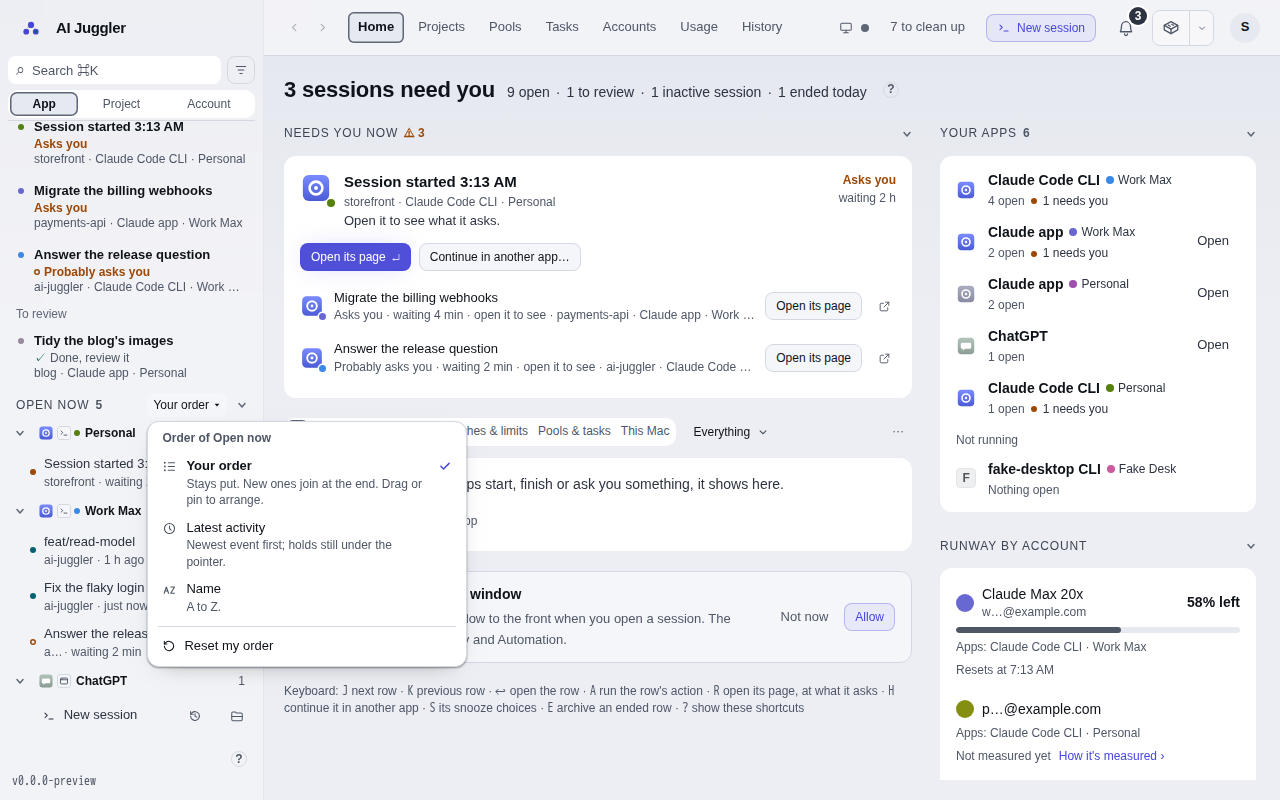 AI Juggler
Search ⌘K
App
Project
Account
Session started 3:13 AM
Asks you
storefront · Claude Code CLI · Personal
Migrate the billing webhooks
Asks you
payments-api · Claude app · Work Max
Answer the release question
Probably asks you
ai-juggler · Claude Code CLI · Work …
To review
Tidy the blog's images
✓ Done, review it
blog · Claude app · Personal
OPEN NOW 5
Your order
Personal
Session started 3:
storefront · waiting
Work Max
feat/read-model
ai-juggler · 1 h ago
Fix the flaky login
ai-juggler · just now
Answer the releas
a… · waiting 2 min
ChatGPT
1
New session
?
v0.0.0-preview
Home
Projects
Pools
Tasks
Accounts
Usage
History
7 to clean up
New session
3
S
3 sessions need you
9 open · 1 to review · 1 inactive session · 1 ended today
?
NEEDS YOU NOW 3
Session started 3:13 AM
storefront · Claude Code CLI · Personal
Open it to see what it asks.
Asks you
waiting 2 h
Open its page
Continue in another app…
Migrate the billing webhooks
Asks you · waiting 4 min · open it to see · payments-api · Claude app · Work …
Open its page
Answer the release question
Probably asks you · waiting 2 min · open it to see · ai-juggler · Claude Code …
Open its page
hes & limits
Pools & tasks
This Mac
Everything
···
ps start, finish or ask you something, it shows here.
pp
window
low to the front when you open a session. The
y and Automation.
Not now
Allow
Order of Open now
Your order
Stays put. New ones join at the end. Drag or
pin to arrange.
Latest activity
Newest event first; holds still under the
pointer.
AZ
Name
A to Z.
Reset my order
Keyboard: J next row · K previous row · ↩ open the row · A run the row's action · R open its page, at what it asks · H
continue it in another app · S its snooze choices · E archive an ended row · ? show these shortcuts
YOUR APPS 6
Claude Code CLI
Work Max
4 open
1 needs you
Claude app
Work Max
2 open
1 needs you
Open
Claude app
Personal
2 open
Open
ChatGPT
1 open
Open
Claude Code CLI
Personal
1 open
1 needs you
Not running
F
fake-desktop CLI
Fake Desk
Nothing open
RUNWAY BY ACCOUNT
Claude Max 20x
w…@example.com
58% left
Apps: Claude Code CLI · Work Max
Resets at 7:13 AM
p…@example.com
Apps: Claude Code CLI · Personal
Not measured yet
How it's measured ›